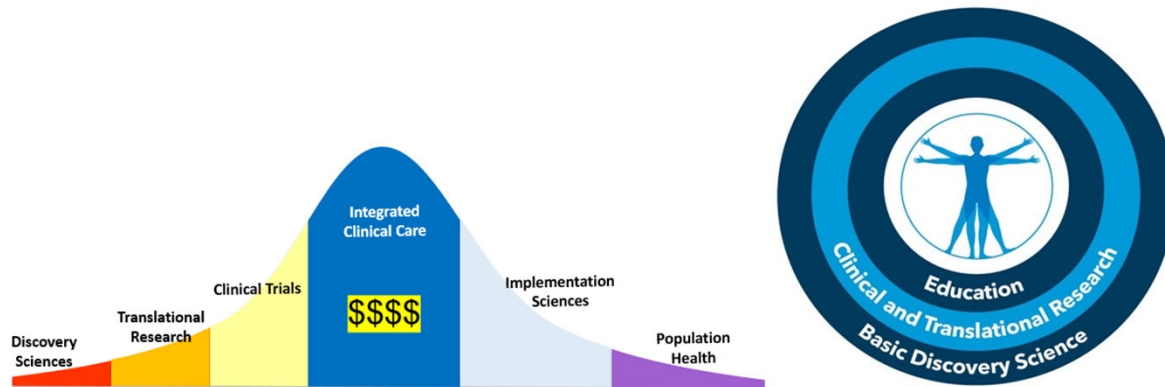 Discovery
Sciences
Translational
Research
Clinical Trials
Integrated
Clinical Care
$$$$
Implementation
Sciences
Population
Health
Education
Clinical and Translational Research
Basic Discovery Science